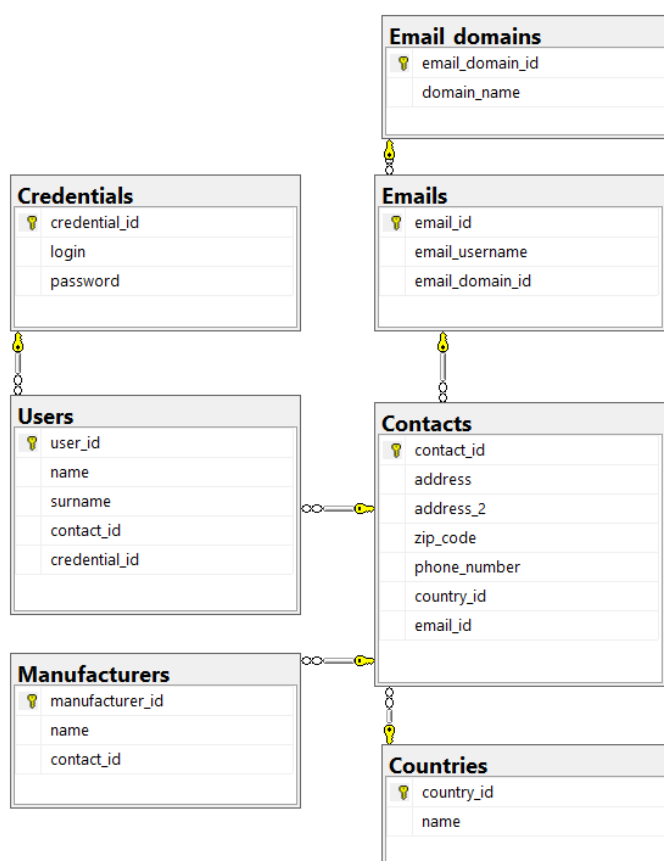 Email domains
email_domain_id
domain_name
Credentials
credential_id
login
password
Emails
email_id
email_username
email_domain_id
Users
user_id
name
surname
contact_id
credential_id
Contacts
contact_id
address
address_2
zip_code
phone_number
country_id
email_id
Manufacturers
manufacturer_id
name
contact_id
Countries
country_id
name